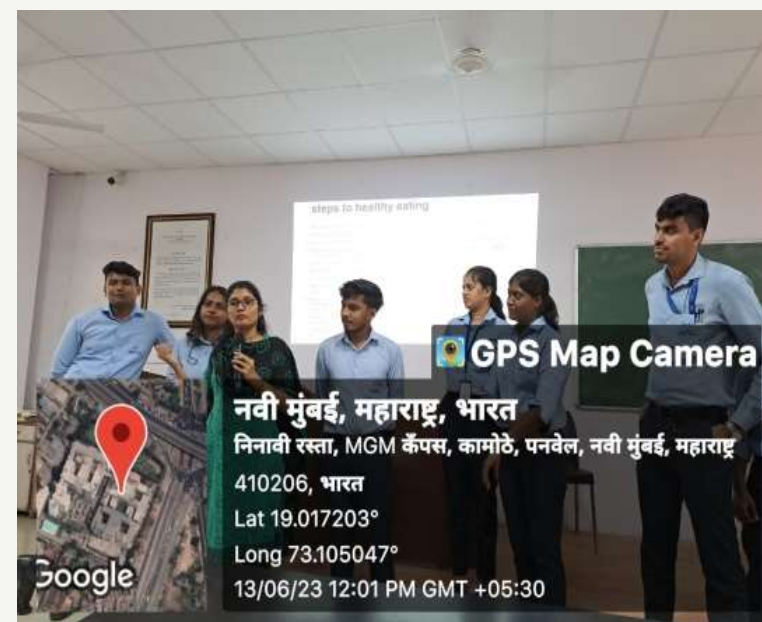 steps to healthy eating
GPS Map Camera
नवी मुंबई, महाराष्ट्र, भारत
निनावी रस्ता, MGM कॅंपस, कामोठे, पनवेल, नवी मुंबई, महाराष्ट्र
410206, भारत
Lat 19.017203°
Long 73.105047°
13/06/23 12:01 PM GMT +05:30
Google